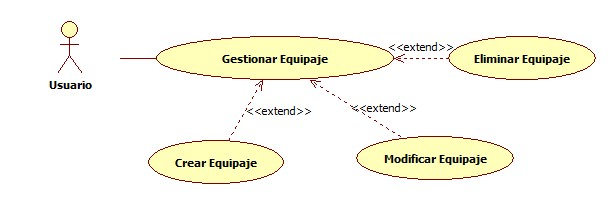 <<extend>>
Gestionar Equipaje
Eliminar Equipaje
Usuario
<<extend>>
<<extend>>
Crear Equipaje
Modificar Equipaje